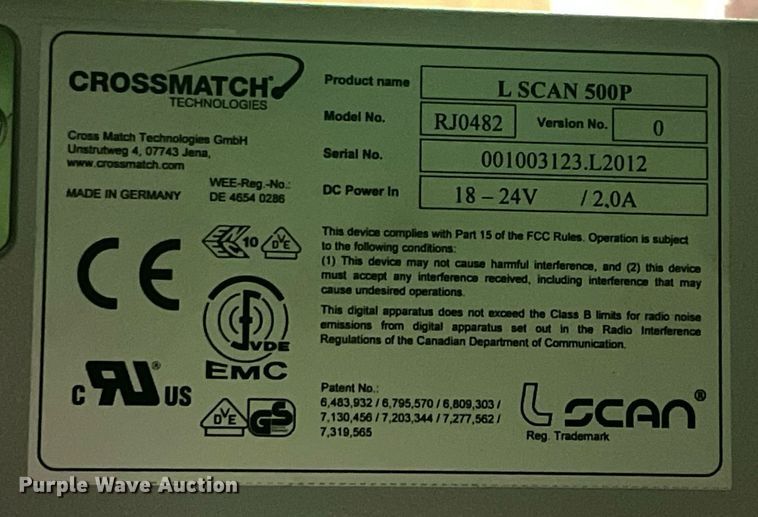 CROSSMATCH®
TECHNOLOGIES
Cross Match Technologies GmbH
Unstrutweg 4, 07743 Jena,
www.crossmatch.com
MADE IN GERMANY
WEE-Reg.-No.:
DE 4654 0286
Product name L SCAN 500P
Model No. RJ0482 Version No. 0
Serial No. 001003123.L2012
DC Power In 18 – 24V / 2,0A
CE
10 DVE
VDE
EMC
C RU® US
DVE GS
This device complies with Part 15 of the FCC Rules. Operation is subject
to the following conditions:
(1) This device may not cause harmful interference, and (2) this device
must accept any interference received, including interference that may
cause undesired operations.
This digital apparatus does not exceed the Class B limits for radio noise
emissions from digital apparatus set out in the Radio Interference
Regulations of the Canadian Department of Communication.
Patent No.:
6,483,932 / 6,795,570 / 6,809,303 /
7,130,456 / 7,203,344 / 7,277,562 /
7,319,565
L SCAN®
Reg. Trademark
Purple Wave Auction